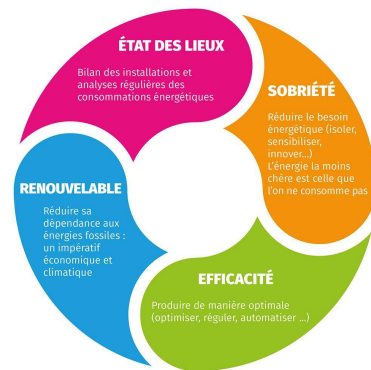 ÉTAT DES LIEUX
Bilan des installations et
analyses régulières des
consommations énergétiques
SOBRIÉTÉ
Réduire le besoin
énergétique (isoler,
sensibiliser,
innover...)
L'énergie la moins
chère est celle que
l'on ne consomme pas
EFFICACITÉ
Produire de manière optimale
(optimiser, réguler, automatiser ...)
RENOUVELABLE
Réduire sa
dépendance aux
énergies fossiles :
un impératif
économique et
climatique